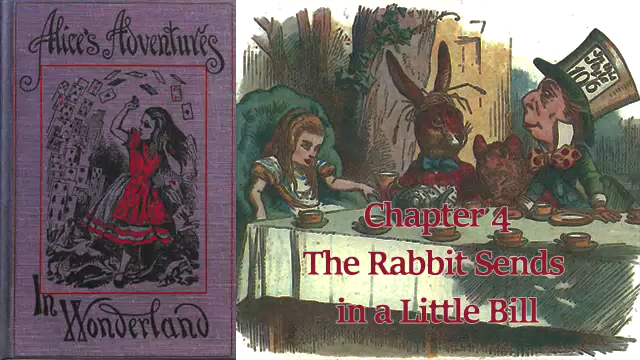 Alice's Adventures
In
Wonderland
Chapter 4
The Rabbit Sends
in a Little Bill